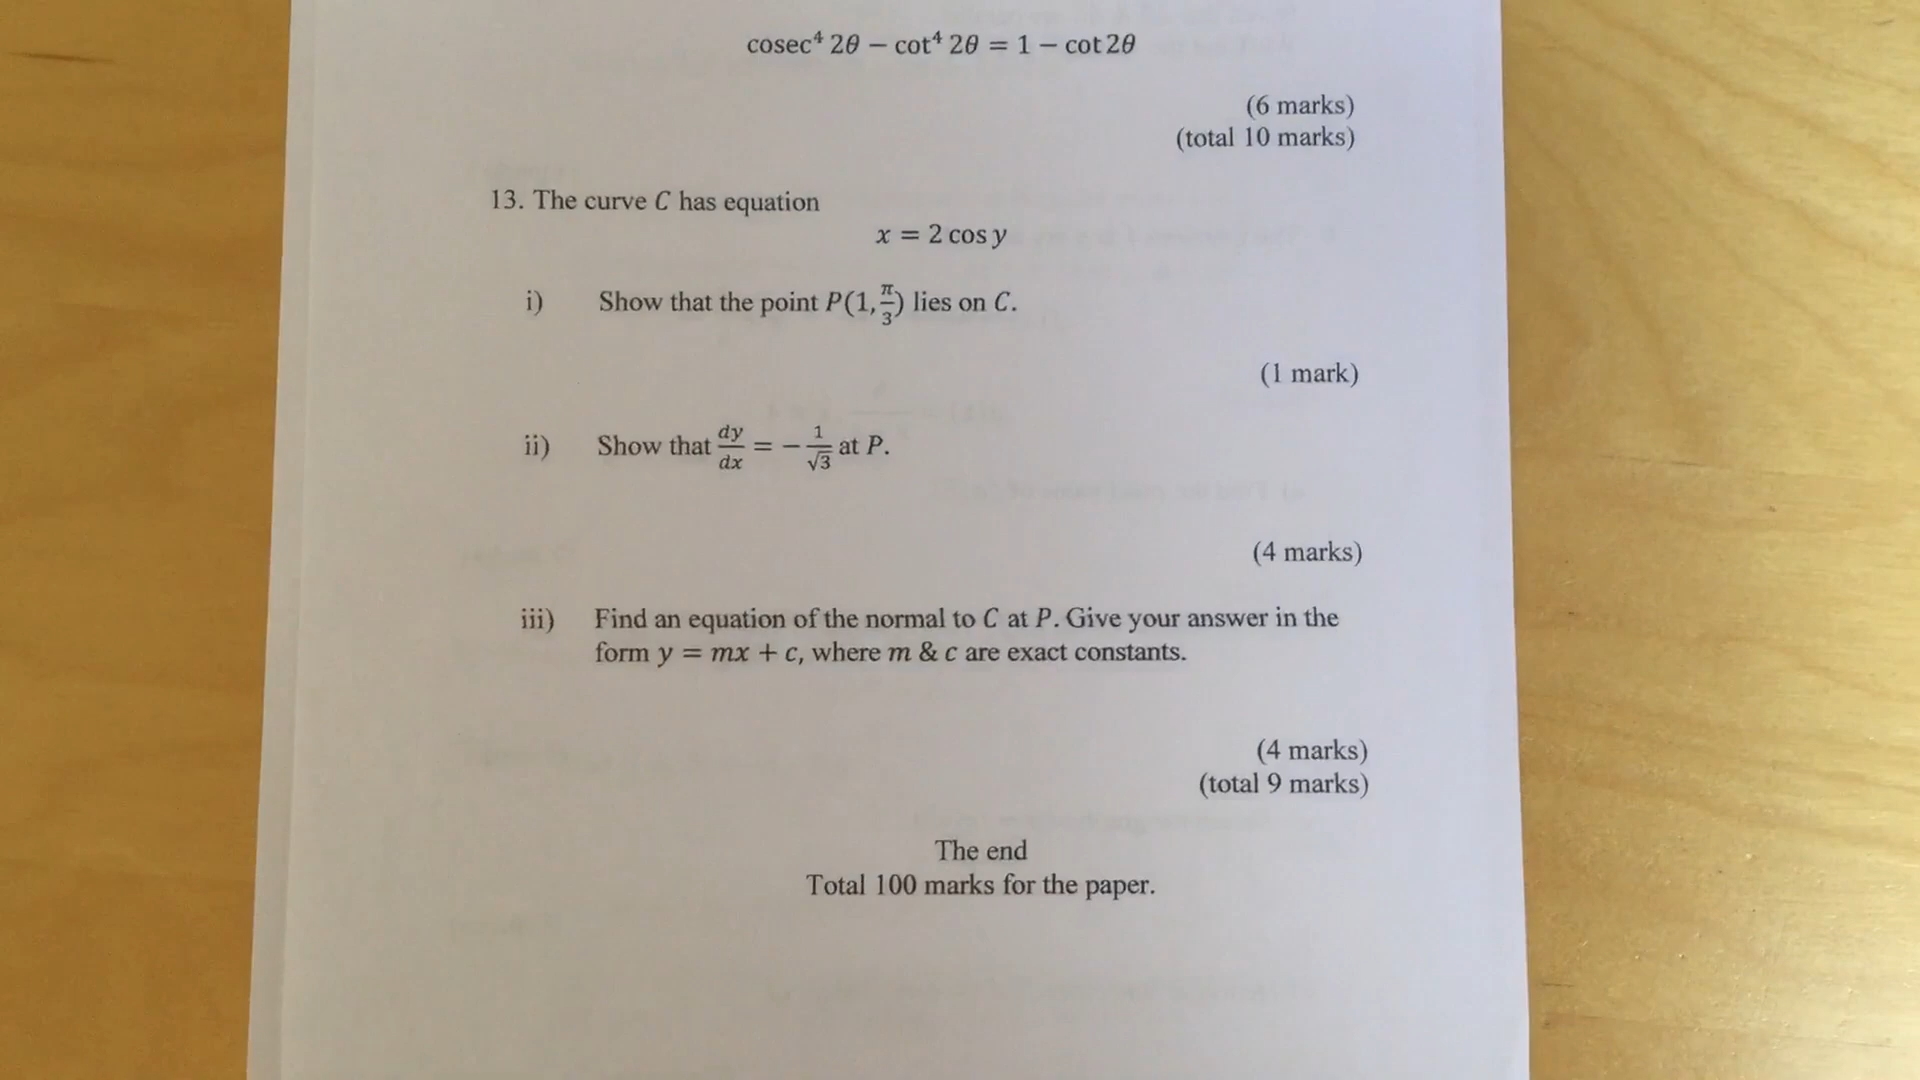 cosec⁴ 2θ − cot⁴ 2θ = 1 − cot 2θ
(6 marks)
(total 10 marks)
13. The curve C has equation
x = 2 cos y
i) Show that the point P(1, π/3) lies on C.
(1 mark)
ii) Show that dy/dx = − 1/√3 at P.
(4 marks)
iii) Find an equation of the normal to C at P. Give your answer in the
form y = mx + c, where m & c are exact constants.
(4 marks)
(total 9 marks)
The end
Total 100 marks for the paper.